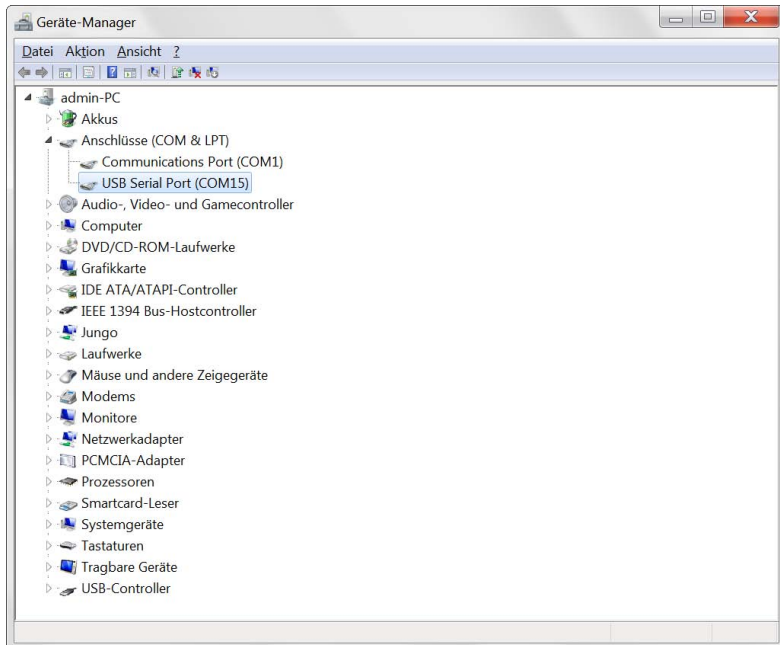 Geräte-Manager
Datei Aktion Ansicht ?
admin-PC
Akkus
Anschlüsse (COM & LPT)
Communications Port (COM1)
USB Serial Port (COM15)
Audio-, Video- und Gamecontroller
Computer
DVD/CD-ROM-Laufwerke
Grafikkarte
IDE ATA/ATAPI-Controller
IEEE 1394 Bus-Hostcontroller
Jungo
Laufwerke
Mäuse und andere Zeigegeräte
Modems
Monitore
Netzwerkadapter
PCMCIA-Adapter
Prozessoren
Smartcard-Leser
Systemgeräte
Tastaturen
Tragbare Geräte
USB-Controller